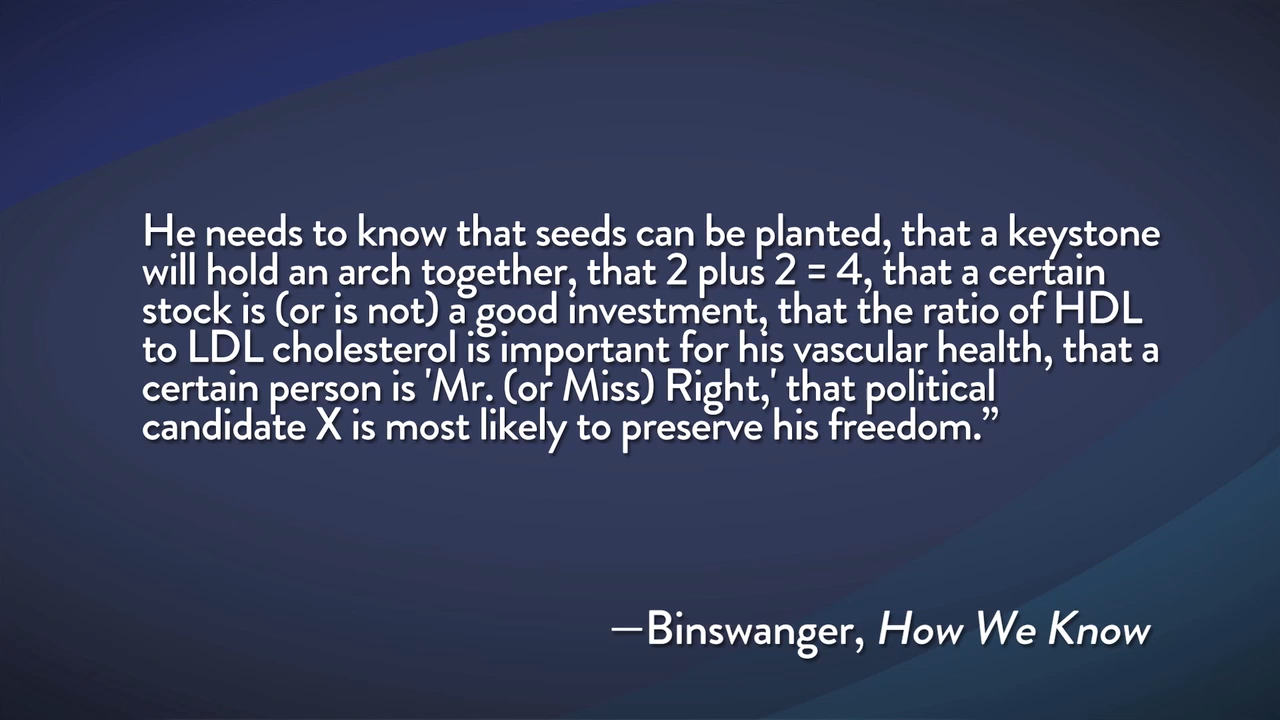 He needs to know that seeds can be planted, that a keystone
will hold an arch together, that 2 plus 2 = 4, that a certain
stock is (or is not) a good investment, that the ratio of HDL
to LDL cholesterol is important for his vascular health, that a
certain person is 'Mr. (or Miss) Right,' that political
candidate X is most likely to preserve his freedom.”
—Binswanger, How We Know